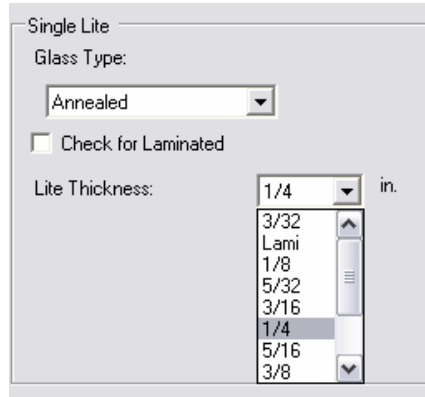 Single Lite
Glass Type:
Annealed
Check for Laminated
Lite Thickness:
1/4
in.
3/32
Lami
1/8
5/32
3/16
1/4
5/16
3/8